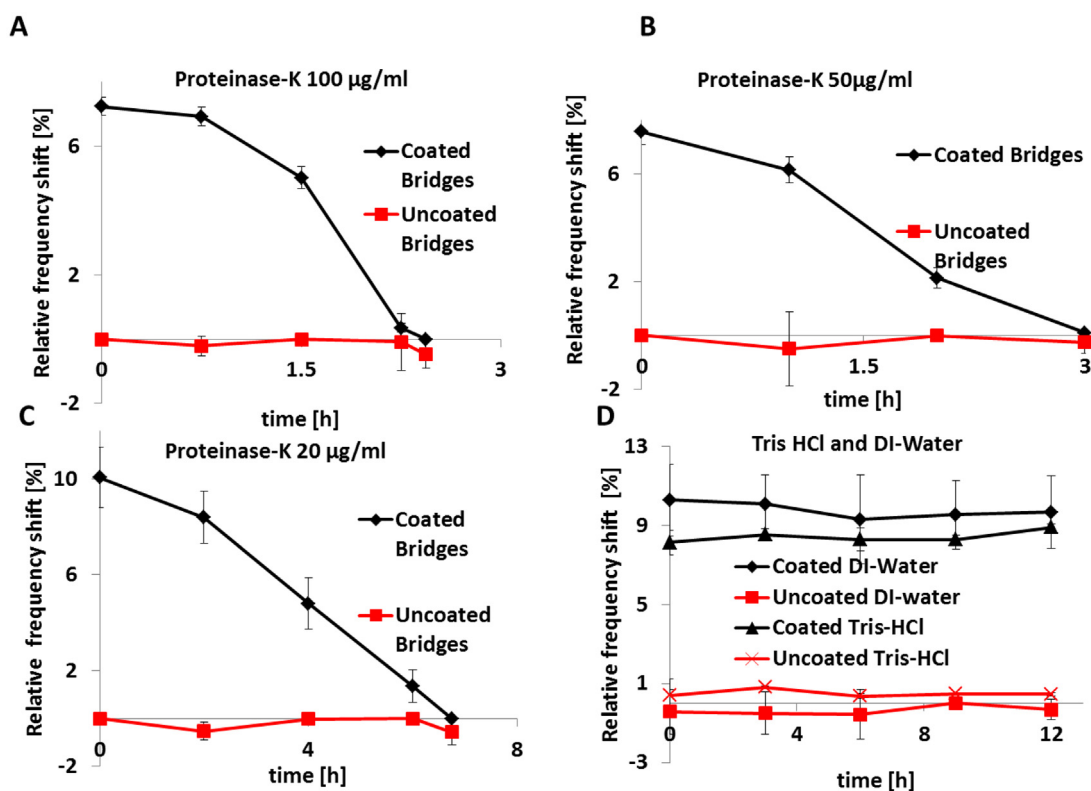 A
Proteinase-K 100 µg/ml
Relative frequency shift [%]
6
2
-2
0
1.5
3
time [h]
Coated
Bridges
Uncoated
Bridges
B
Proteinase-K 50µg/ml
Relative frequency shift [%]
6
2
-2
0
1.5
3
time [h]
Coated Bridges
Uncoated
Bridges
C
Proteinase-K 20 µg/ml
Relative frequency shift [%]
10
6
2
-2
0
4
8
time [h]
Coated
Bridges
Uncoated
Bridges
D
Tris HCl and DI-Water
Relative frequency shift [%]
13
9
5
1
-3
0
4
8
12
time [h]
Coated DI-Water
Uncoated DI-water
Coated Tris-HCl
Uncoated Tris-HCl